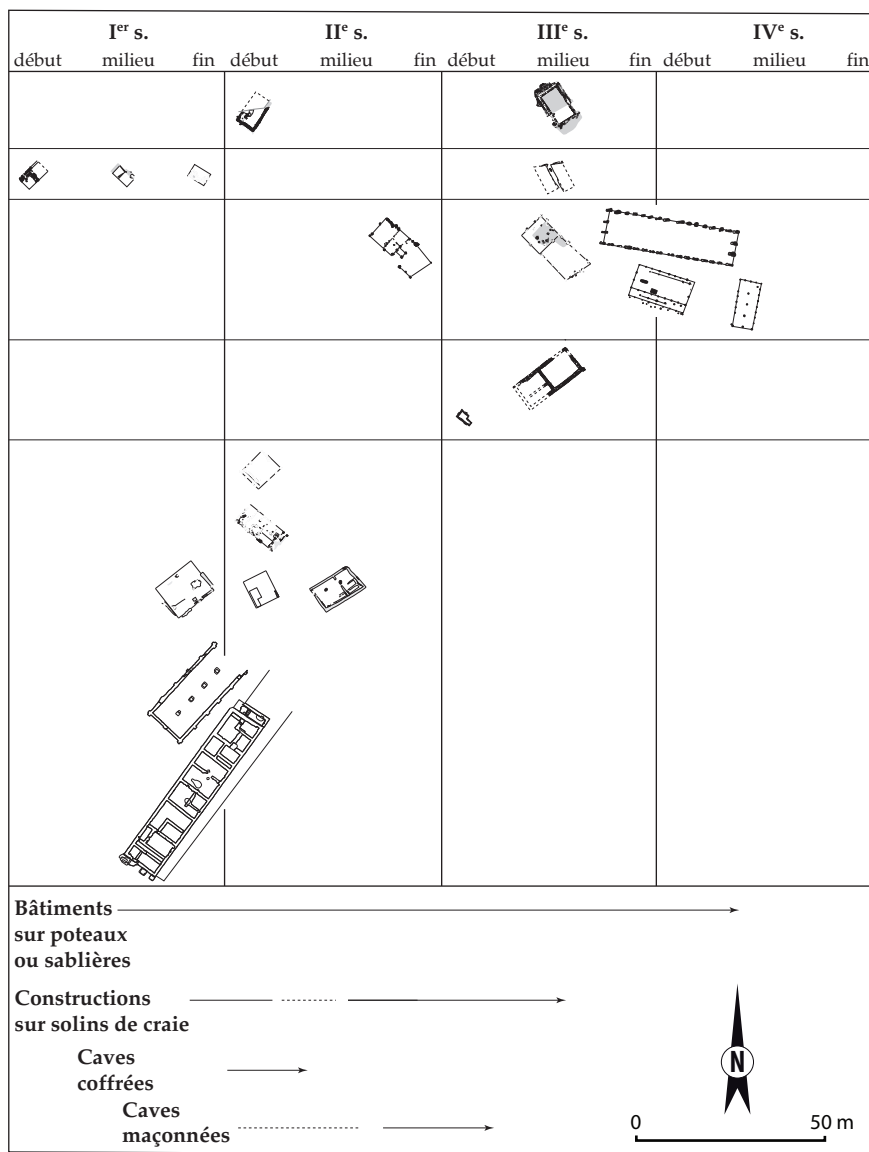 Ier s. IIe s. IIIe s. IVe s.
début milieu fin début milieu fin début milieu fin début milieu fin
Bâtiments
sur poteaux
ou sablières
Constructions
sur solins de craie
Caves
coffrées
Caves
maçonnées
N
0 50 m